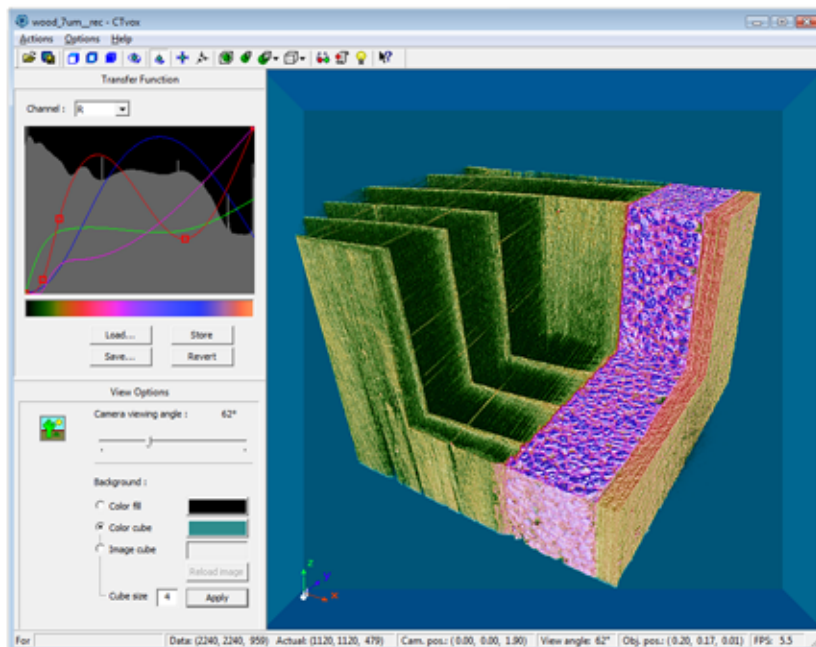 wood_7um__rec - CTvox
Actions Options Help
Transfer Function
Channel : R
Load... Store
Save... Revert
View Options
Camera viewing angle : 62°
Background :
Color fill
Color cube
Image cube
Reload image
Cube size 4 Apply
z
y
x
For Data: (2240, 2240, 959) Actual: (1120, 1120, 479) Cam. pos.: ( 0.00, 0.00, 1.90) View angle: 62° Obj. pos.: ( 0.20, 0.17, 0.01) FPS: 5.5